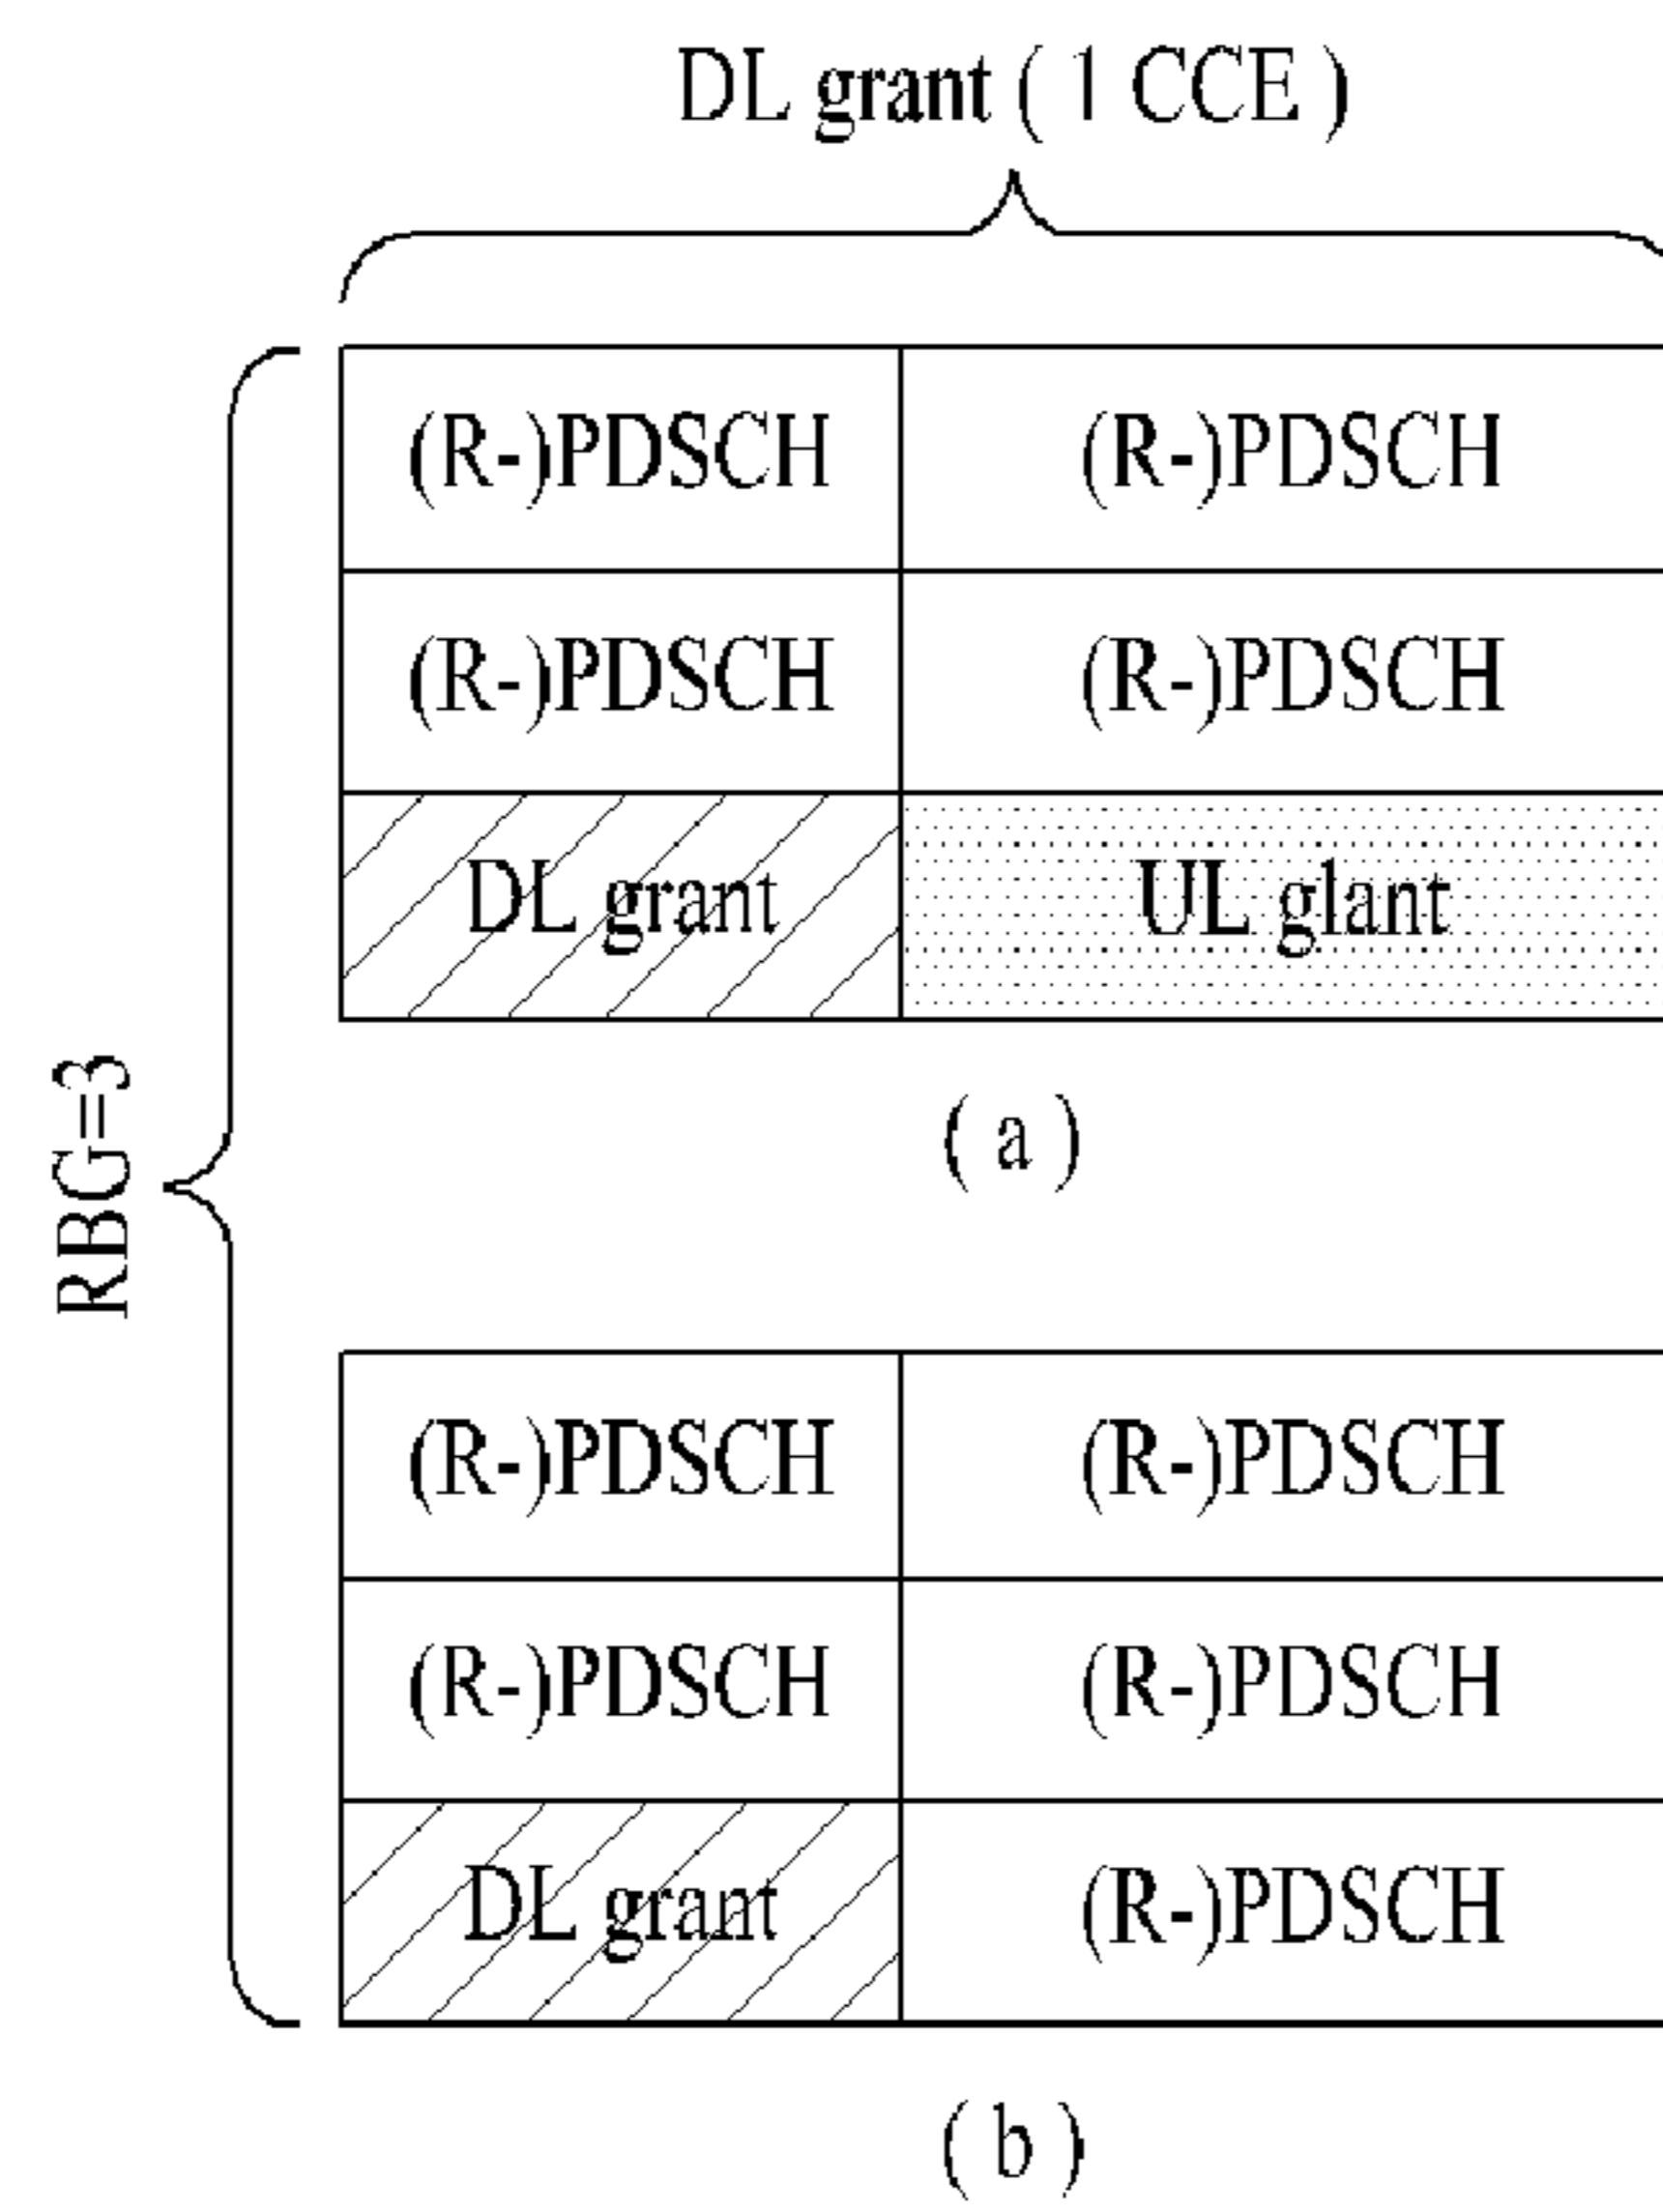 DL grant ( 1 CCE )
(R-)PDSCH (R-)PDSCH
(R-)PDSCH (R-)PDSCH
DL grant UL glant
( a )
RBG=3
(R-)PDSCH (R-)PDSCH
(R-)PDSCH (R-)PDSCH
DL grant (R-)PDSCH
( b )